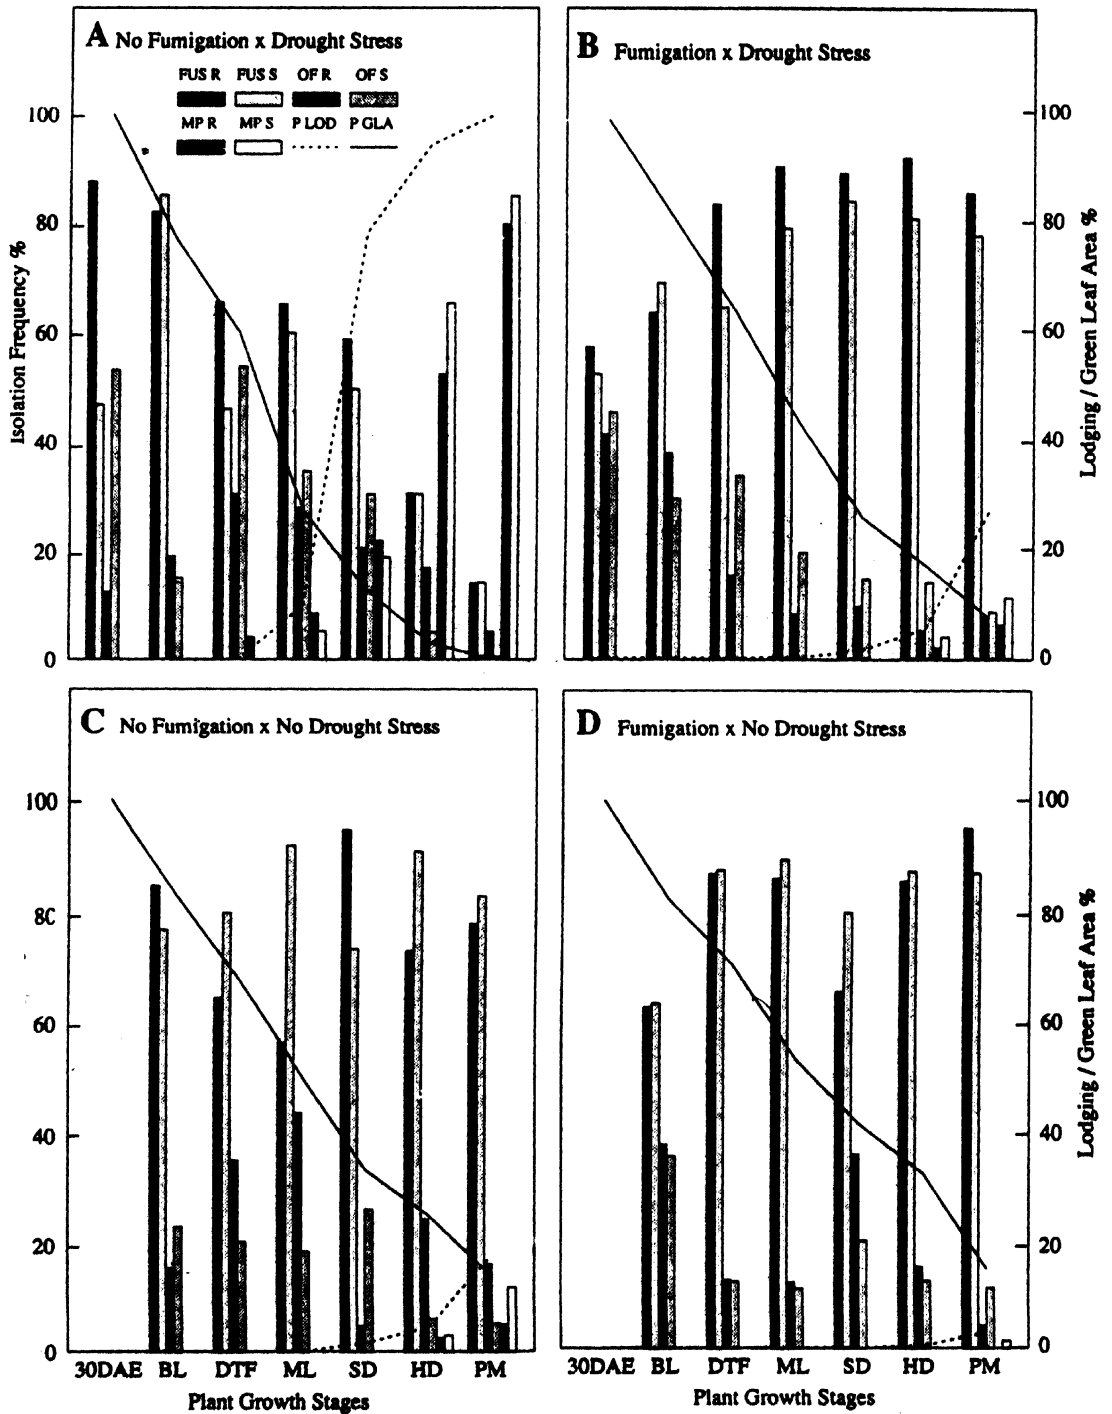 A No Fumigation x Drought Stress
FUS R FUS S OF R OF S
MP R MP S P LOD P GLA
100
80
60
40
20
0
Isolation Frequency %
B Fumigation x Drought Stress
100
80
60
40
20
0
Lodging / Green Leaf Area %
C No Fumigation x No Drought Stress
100
80
60
40
20
0
30DAE BL DTF ML SD HD PM
Plant Growth Stages
D Fumigation x No Drought Stress
100
80
60
40
20
0
Lodging / Green Leaf Area %
30DAE BL DTF ML SD HD PM
Plant Growth Stages